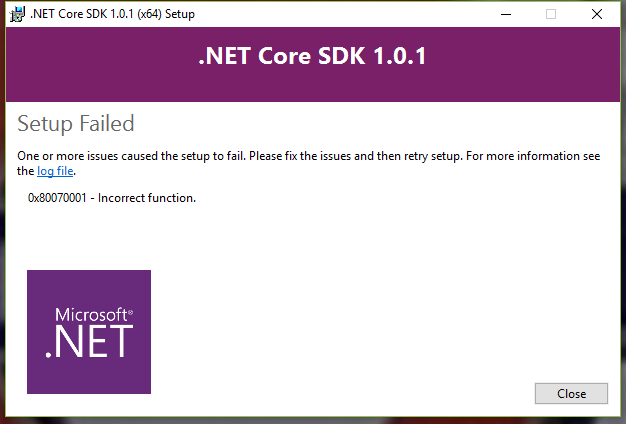 .NET Core SDK 1.0.1 (x64) Setup
.NET Core SDK 1.0.1
Setup Failed
One or more issues caused the setup to fail. Please fix the issues and then retry setup. For more information see
the log file.
0x80070001 - Incorrect function.
Microsoft®
.NET
Close